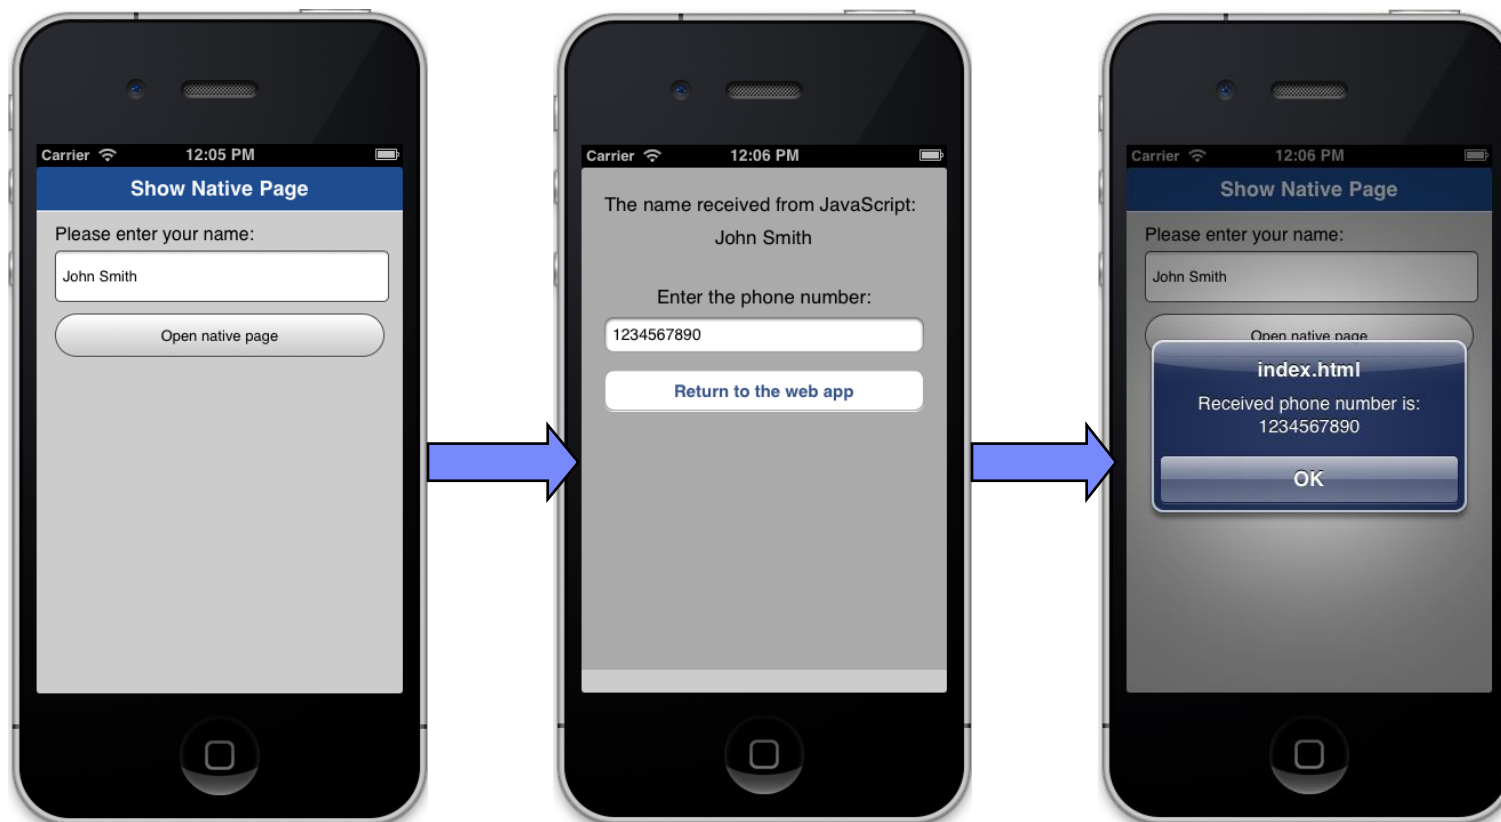 Carrier 12:05 PM
Show Native Page
Please enter your name:
John Smith
Open native page
Carrier 12:06 PM
The name received from JavaScript:
John Smith
Enter the phone number:
1234567890
Return to the web app
Carrier 12:06 PM
Show Native Page
Please enter your name:
John Smith
Open native page
index.html
Received phone number is:
1234567890
OK